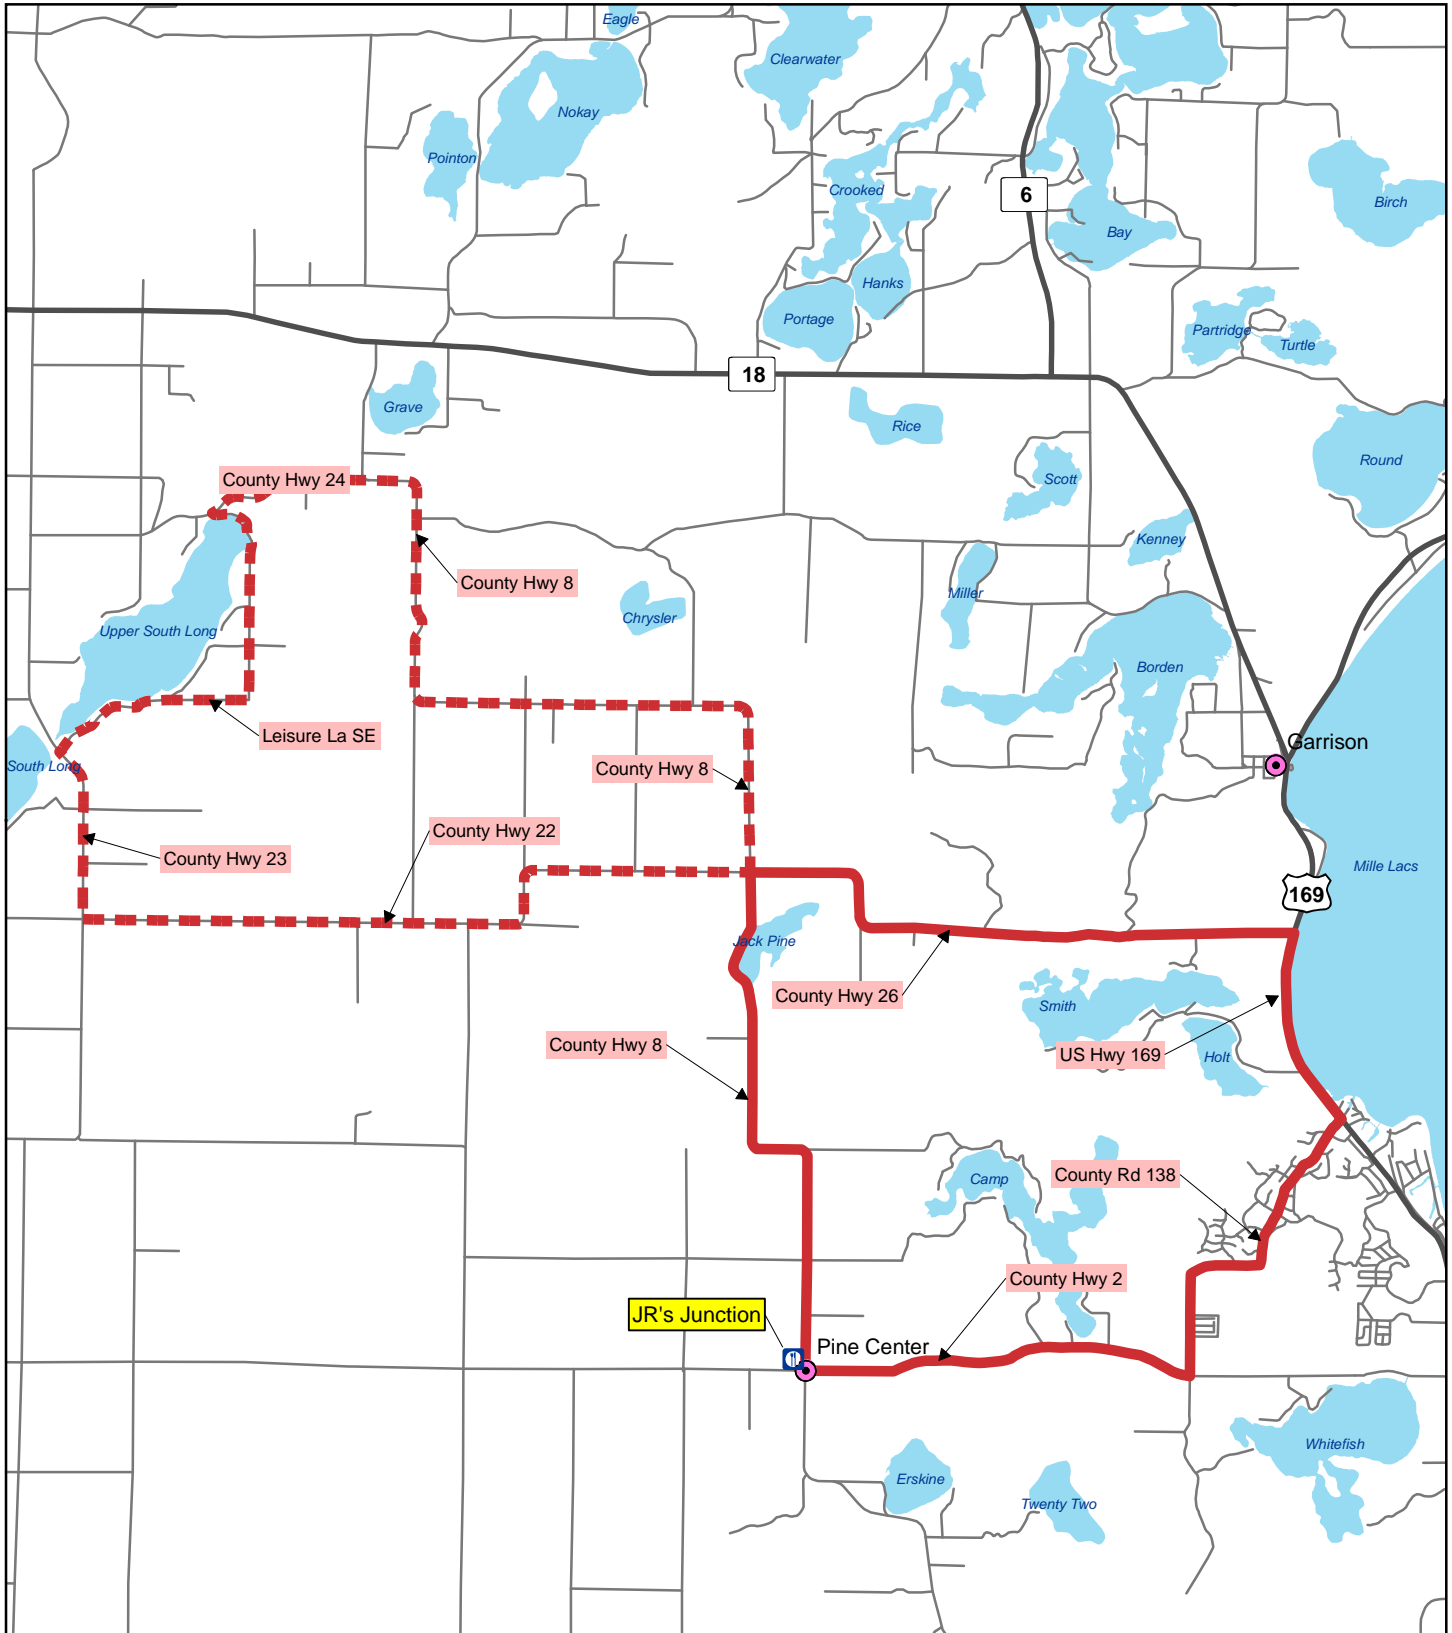 Eagle
Clearwater
Nokay
Pointon
Crooked
6
Birch
Bay
Hanks
Portage
Partridge
Turtle
18
Grave
Rice
Round
County Hwy 24
Scott
Kenney
County Hwy 8
Miller
Chrysler
Upper South Long
Borden
Leisure La SE
Garrison
South Long
County Hwy 8
County Hwy 22
County Hwy 23
Mille Lacs
169
Jack Pine
County Hwy 26
Smith
County Hwy 8
US Hwy 169
Holt
Camp
County Rd 138
County Hwy 2
JR's Junction
Pine Center
Whitefish
Erskine
Twenty Two